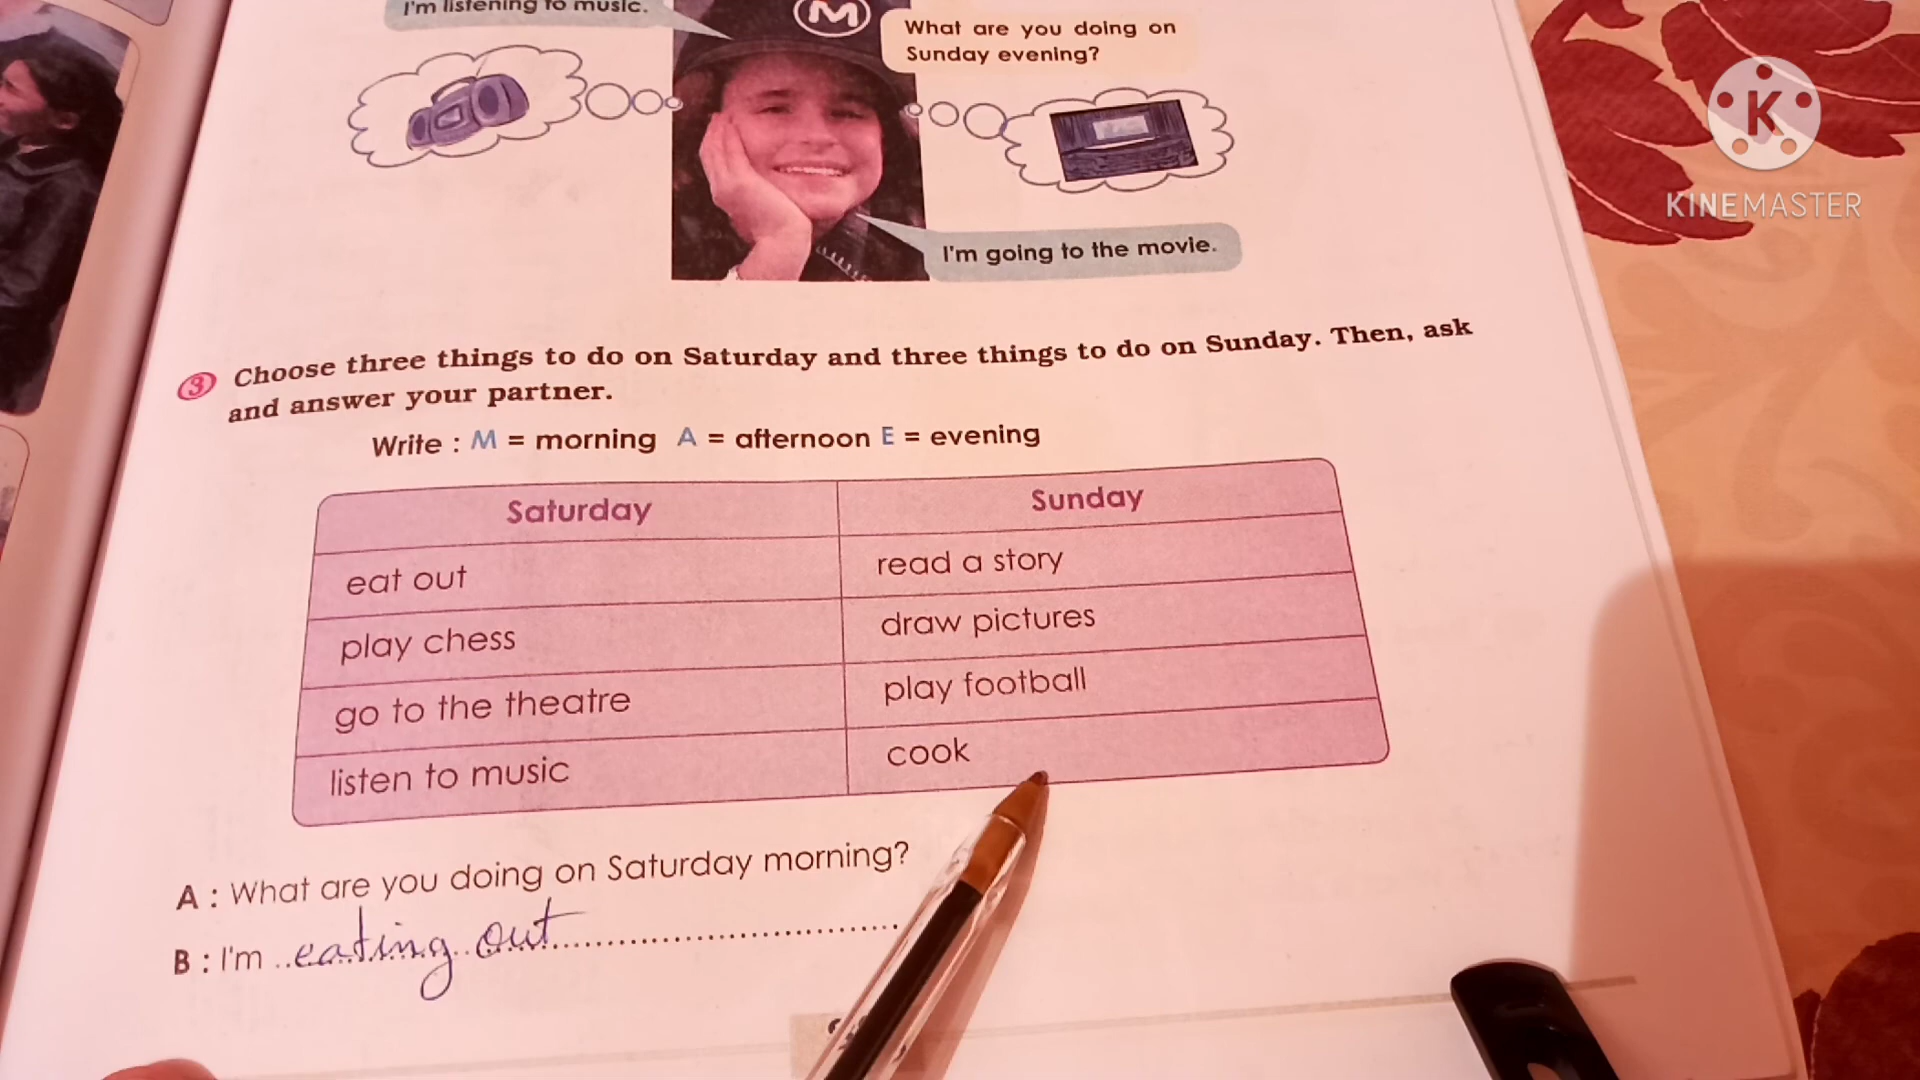 I'm listening to music.
M
What are you doing on
Sunday evening?
I'm going to the movie.
K
KINEMASTER
3 Choose three things to do on Saturday and three things to do on Sunday. Then, ask
and answer your partner.
Write : M = morning A = afternoon E = evening
Saturday Sunday
eat out read a story
play chess draw pictures
go to the theatre play football
listen to music cook
A : What are you doing on Saturday morning?
B : I'm ..eating out..............................